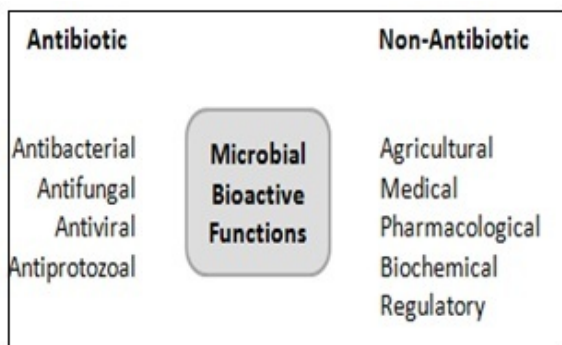 Antibiotic
Non-Antibiotic
Antibacterial
Antifungal
Antiviral
Antiprotozoal
Microbial
Bioactive
Functions
Agricultural
Medical
Pharmacological
Biochemical
Regulatory